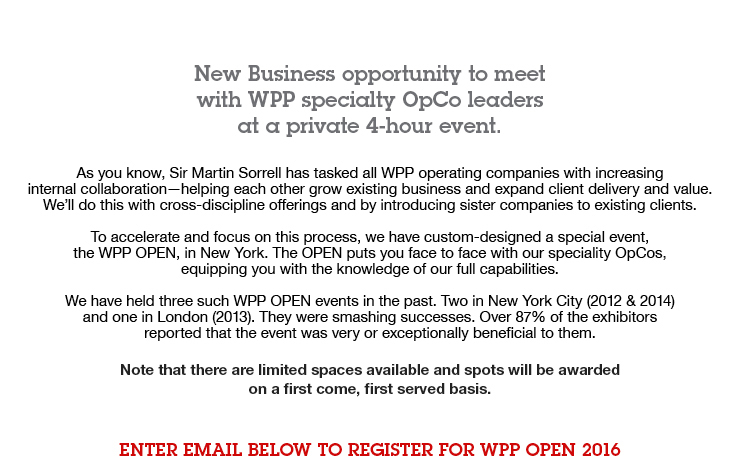 New Business opportunity to meet
with WPP specialty OpCo leaders
at a private 4-hour event.
As you know, Sir Martin Sorrell has tasked all WPP operating companies with increasing
internal collaboration—helping each other grow existing business and expand client delivery and value.
We'll do this with cross-discipline offerings and by introducing sister companies to existing clients.
To accelerate and focus on this process, we have custom-designed a special event,
the WPP OPEN, in New York. The OPEN puts you face to face with our speciality OpCos,
equipping you with the knowledge of our full capabilities.
We have held three such WPP OPEN events in the past. Two in New York City (2012 & 2014)
and one in London (2013). They were smashing successes. Over 87% of the exhibitors
reported that the event was very or exceptionally beneficial to them.
Note that there are limited spaces available and spots will be awarded
on a first come, first served basis.
ENTER EMAIL BELOW TO REGISTER FOR WPP OPEN 2016